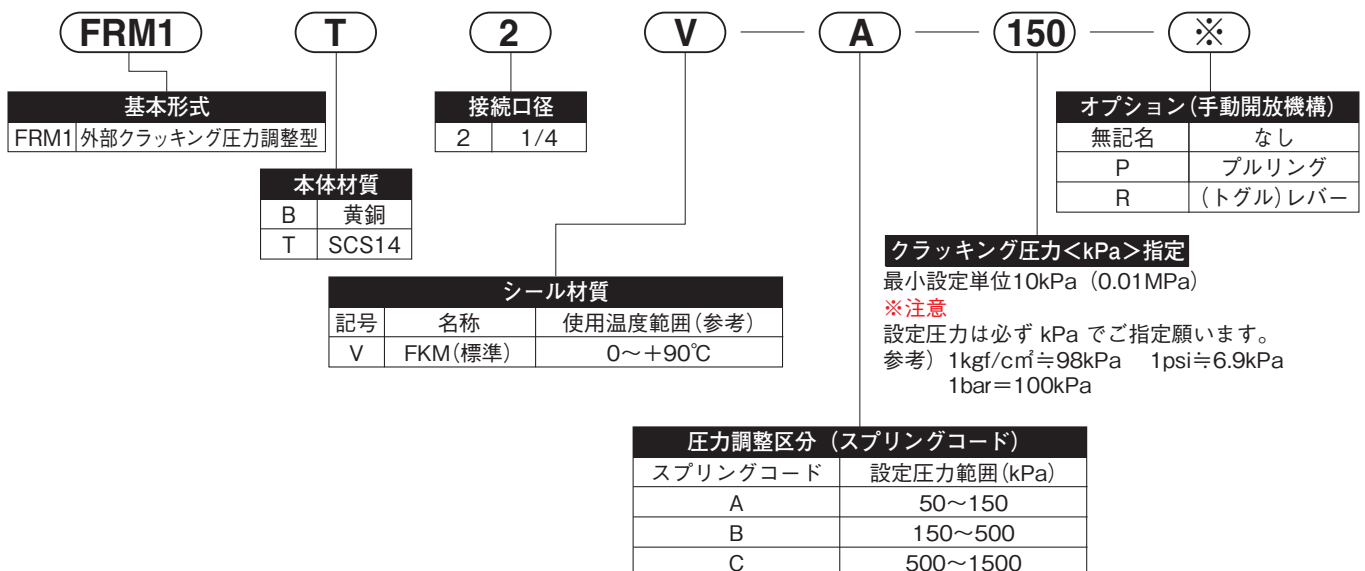 FRM1 T 2 V A 150 ※
基本形式
FRM1 外部クラッキング圧力調整型
接続口径
2 1/4
オプション(手動開放機構)
無記名 なし
P プルリング
R (トグル)レバー
本体材質
B 黄銅
T SCS14
シール材質
記号 名称 使用温度範囲(参考)
V FKM(標準) 0〜+90℃
クラッキング圧力<kPa>指定
最小設定単位10kPa(0.01MPa)
※注意
設定圧力は必ず kPa でご指定願います。
参考)1kgf/c㎡≒98kPa 1psi≒6.9kPa
1bar=100kPa
圧力調整区分(スプリングコード)
スプリングコード 設定圧力範囲(kPa)
A 50〜150
B 150〜500
C 500〜1500